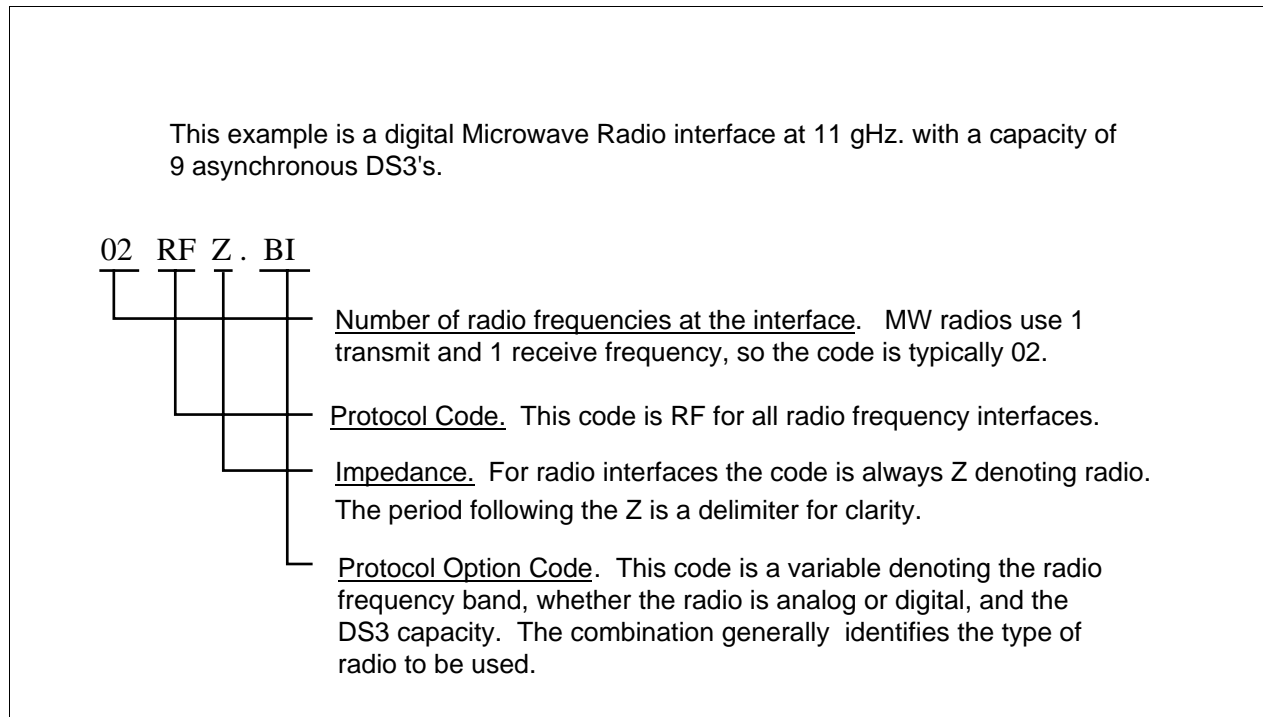 This example is a digital Microwave Radio interface at 11 gHz. with a capacity of
9 asynchronous DS3's.
02 RF Z . BI
Number of radio frequencies at the interface. MW radios use 1
transmit and 1 receive frequency, so the code is typically 02.
Protocol Code. This code is RF for all radio frequency interfaces.
Impedance. For radio interfaces the code is always Z denoting radio.
The period following the Z is a delimiter for clarity.
Protocol Option Code. This code is a variable denoting the radio
frequency band, whether the radio is analog or digital, and the
DS3 capacity. The combination generally identifies the type of
radio to be used.